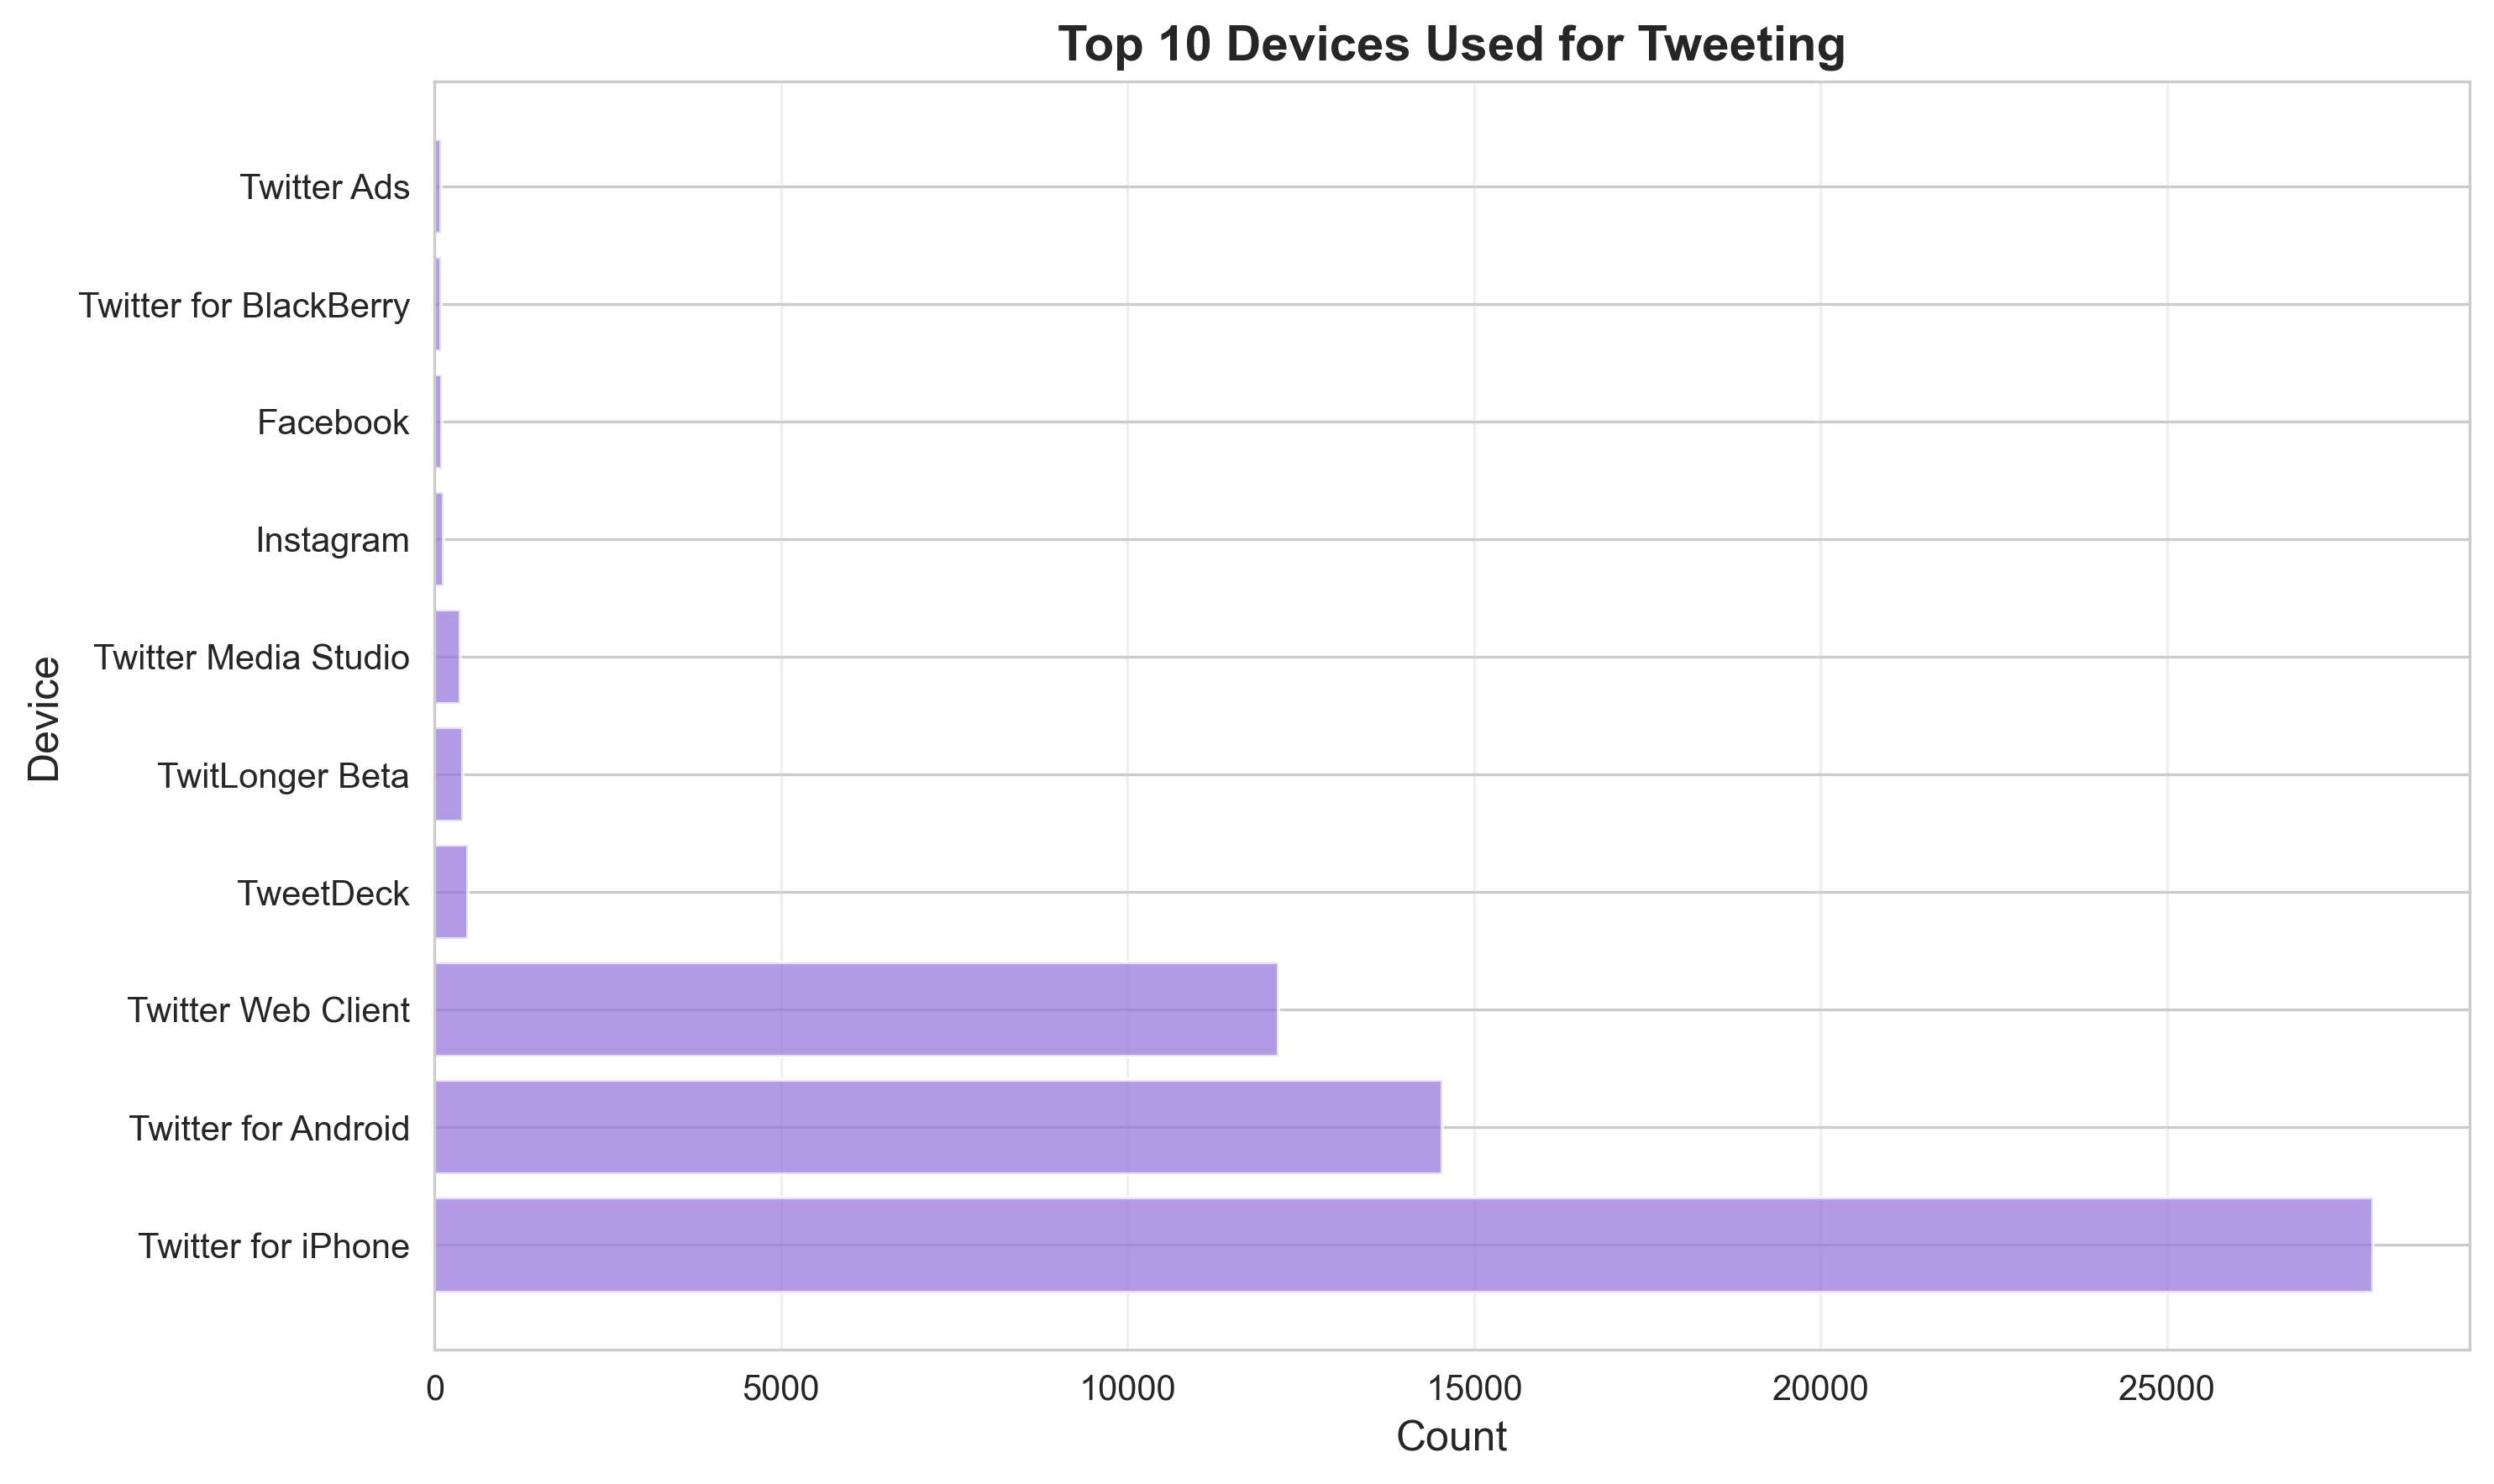 Top 10 Devices Used for Tweeting
Device
Twitter Ads
Twitter for BlackBerry
Facebook
Instagram
Twitter Media Studio
TwitLonger Beta
TweetDeck
Twitter Web Client
Twitter for Android
Twitter for iPhone
0 5000 10000 15000 20000 25000
Count